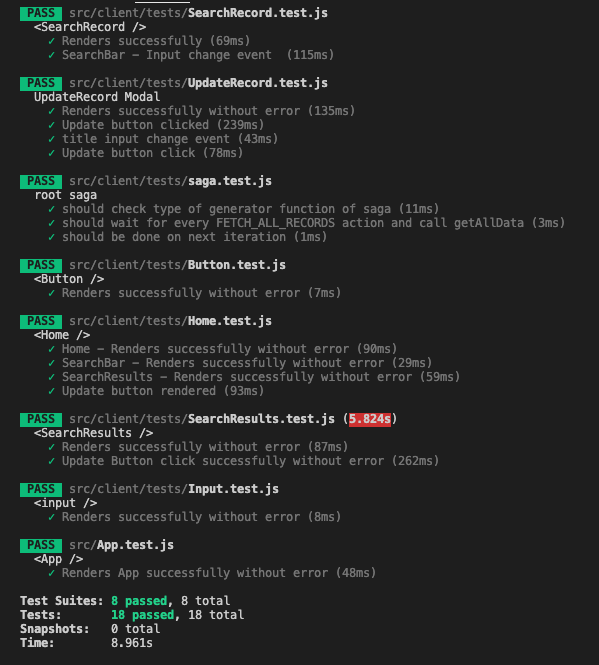 PASS src/client/tests/SearchRecord.test.js
<SearchRecord />
✓ Renders successfully (69ms)
✓ SearchBar - Input change event  (115ms)
PASS src/client/tests/UpdateRecord.test.js
UpdateRecord Modal
✓ Renders successfully without error (135ms)
✓ Update button clicked (239ms)
✓ title input change event (43ms)
✓ Update button click (78ms)
PASS src/client/tests/saga.test.js
root saga
✓ should check type of generator function of saga (11ms)
✓ should wait for every FETCH_ALL_RECORDS action and call getAllData (3ms)
✓ should be done on next iteration (1ms)
PASS src/client/tests/Button.test.js
<Button />
✓ Renders successfully without error (7ms)
PASS src/client/tests/Home.test.js
<Home />
✓ Home - Renders successfully without error (90ms)
✓ SearchBar - Renders successfully without error (29ms)
✓ SearchResults - Renders successfully without error (59ms)
✓ Update button rendered (93ms)
PASS src/client/tests/SearchResults.test.js (5.824s)
<SearchResults />
✓ Renders successfully without error (87ms)
✓ Update Button click successfully without error (262ms)
PASS src/client/tests/Input.test.js
<input />
✓ Renders successfully without error (8ms)
PASS src/App.test.js
<App />
✓ Renders App successfully without error (48ms)
Test Suites: 8 passed, 8 total
Tests: 18 passed, 18 total
Snapshots: 0 total
Time: 8.961s